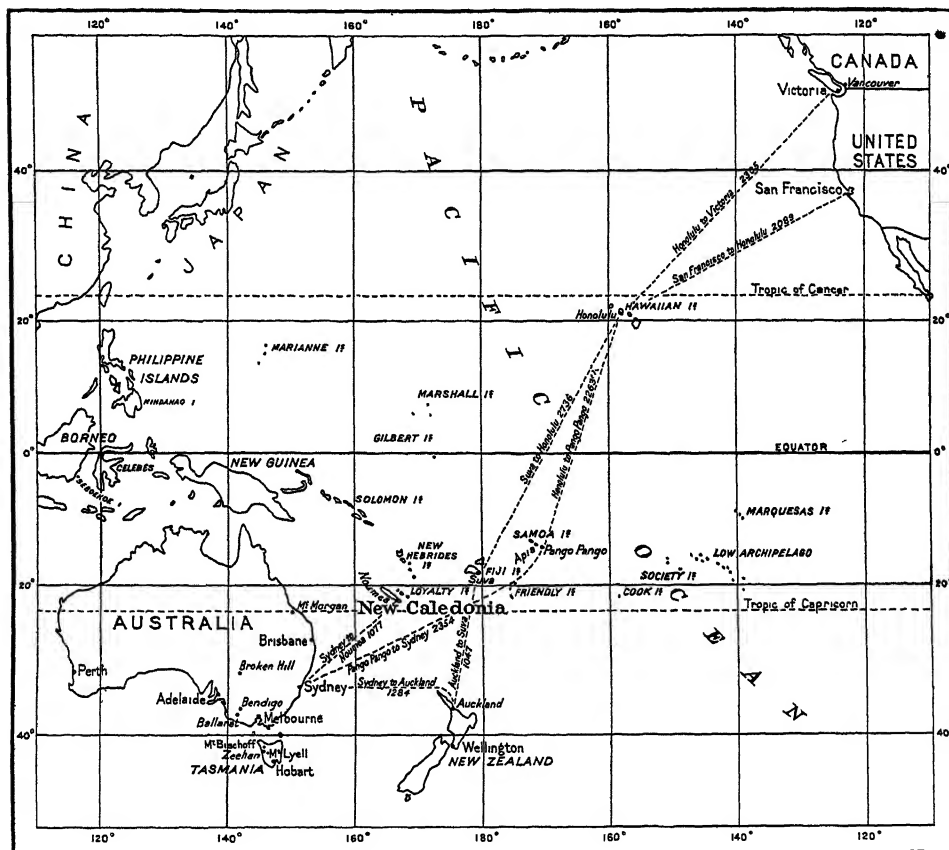 120° 140° 160° 180° 160° 140° 120°
CANADA
Vancouver
Victoria
UNITED
STATES
San Francisco
40° 40°
CHINA
JAPAN
PACIFIC
OCEAN
Honolulu to Victoria
San Francisco to Honolulu 2089
Tropic of Cancer
HAWAIIAN Iˢ
Honolulu
20° 20°
MARIANNE Iˢ
PHILIPPINE
ISLANDS
MINDANAO I
MARSHALL Iˢ
GILBERT Iˢ
Suva to Honolulu 2736
Honolulu to Pango Pango 2263
BORNEO
CELEBES
0° EQUATOR 0°
NEW GUINEA
SOLOMON Iˢ
MARQUESAS Iˢ
SAMOA Iˢ
Apia
Pango Pango
NEW
HEBRIDES
Iˢ
LOW ARCHIPELAGO
FIJI Iˢ
Suva
SOCIETY Iˢ
20° 20°
Noumea
LOYALTY Iˢ
FRIENDLY Iˢ
COOK Iˢ
Mt Morgan
New Caledonia
Tropic of Capricorn
AUSTRALIA
Brisbane
Sydney to
Noumea 1077
Pango Pango to Sydney 2354
Auckland to Suva
1047
Perth
Broken Hill
Sydney
Sydney to Auckland
1284
Adelaide
Bendigo
Auckland
Ballarat
Melbourne
40° 40°
Mᵗ Bischoff
Zeehan
Mᵗ Lyell
TASMANIA
Hobart
Wellington
NEW ZEALAND
120° 140° 160° 180° 160° 140° 120°